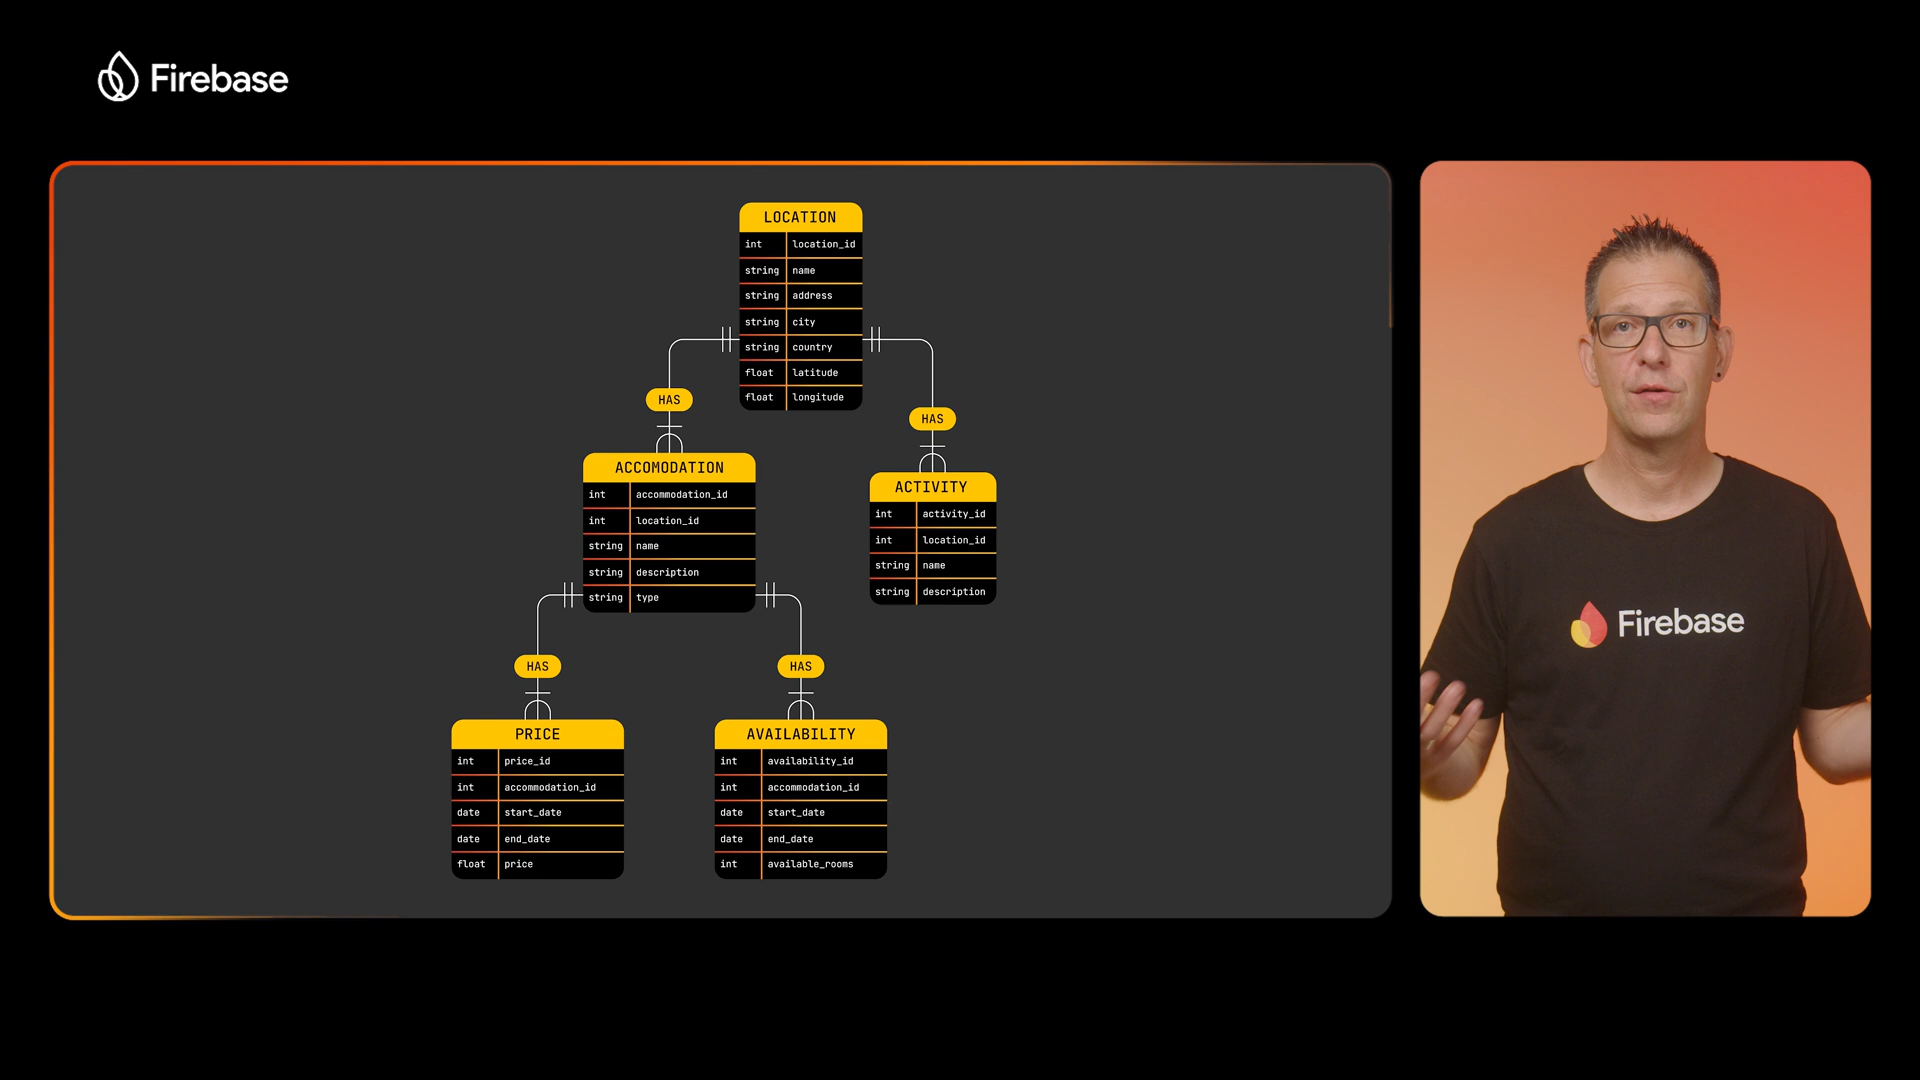 Firebase
LOCATION
int location_id
string name
string address
string city
string country
float latitude
float longitude
HAS
HAS
ACCOMODATION
int accommodation_id
int location_id
string name
string description
string type
ACTIVITY
int activity_id
int location_id
string name
string description
HAS
HAS
PRICE
int price_id
int accommodation_id
date start_date
date end_date
float price
AVAILABILITY
int availability_id
int accommodation_id
date start_date
date end_date
int available_rooms
Firebase